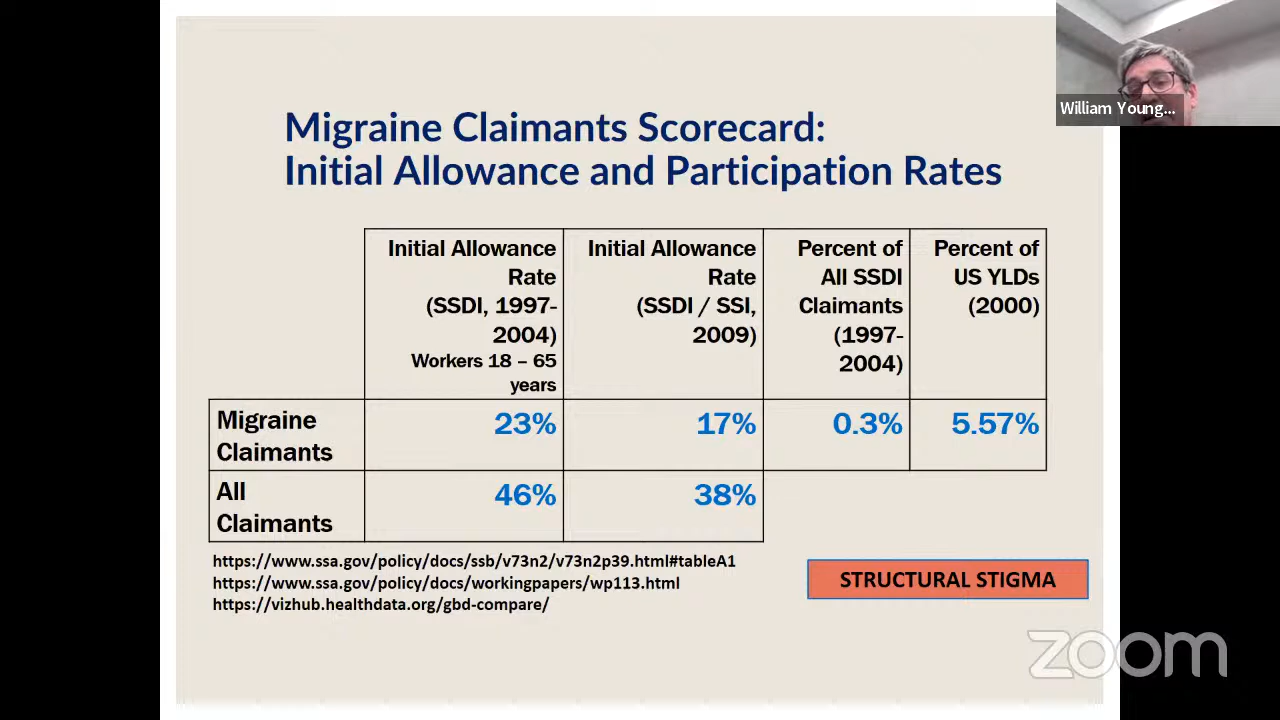 William Young...
Migraine Claimants Scorecard:
Initial Allowance and Participation Rates
Initial Allowance
Rate
(SSDI, 1997-
2004)
Workers 18 – 65
years
Initial Allowance
Rate
(SSDI / SSI,
2009)
Percent of
All SSDI
Claimants
(1997-
2004)
Percent of
US YLDs
(2000)
Migraine
Claimants
23%
17%
0.3%
5.57%
All
Claimants
46%
38%
https://www.ssa.gov/policy/docs/ssb/v73n2/v73n2p39.html#tableA1
https://www.ssa.gov/policy/docs/workingpapers/wp113.html
https://vizhub.healthdata.org/gbd-compare/
STRUCTURAL STIGMA
zoom